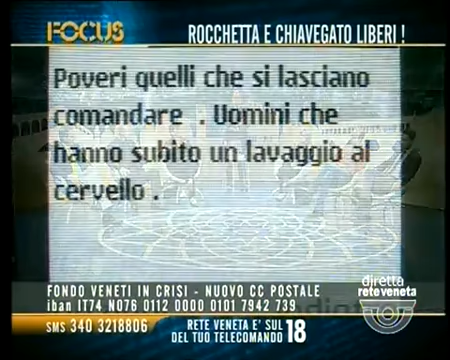 FOCUS
ROCCHETTA E CHIAVEGATO LIBERI !
Poveri quelli che si lasciano
comandare . Uomini che
hanno subito un lavaggio al
cervello .
FONDO VENETI IN CRISI - NUOVO CC POSTALE
iban IT74 N076 0112 0000 0101 7942 739
diretta
reteveneta
SMS 340 3218806
RETE VENETA E' SUL
DEL TUO TELECOMANDO 18